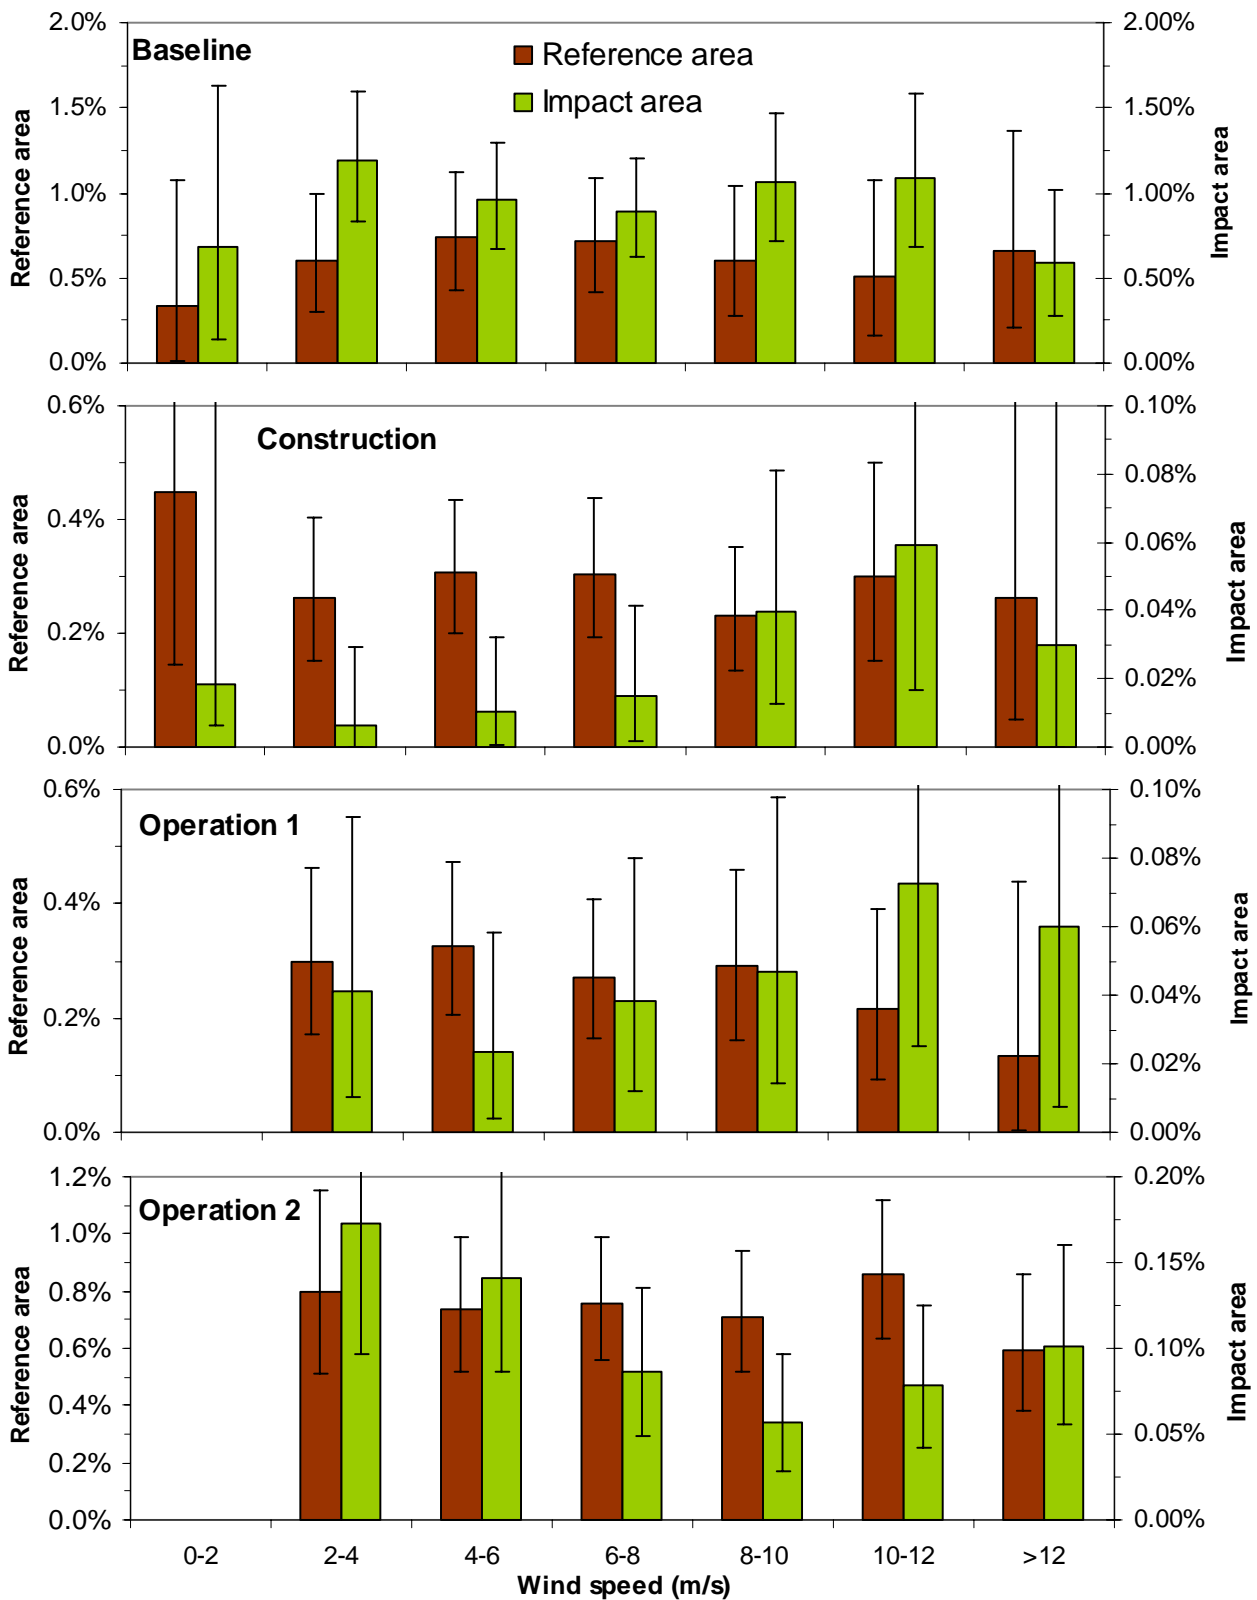 Baseline
Reference area
Impact area
2.0%
1.5%
1.0%
0.5%
0.0%
Reference area
2.00%
1.50%
1.00%
0.50%
0.00%
Impact area
Construction
0.6%
0.4%
0.2%
0.0%
Reference area
0.10%
0.08%
0.06%
0.04%
0.02%
0.00%
Impact area
Operation 1
0.6%
0.4%
0.2%
0.0%
Reference area
0.10%
0.08%
0.06%
0.04%
0.02%
0.00%
Impact area
Operation 2
1.2%
1.0%
0.8%
0.6%
0.4%
0.2%
0.0%
Reference area
0.20%
0.15%
0.10%
0.05%
0.00%
Impact area
0-2 2-4 4-6 6-8 8-10 10-12 >12
Wind speed (m/s)